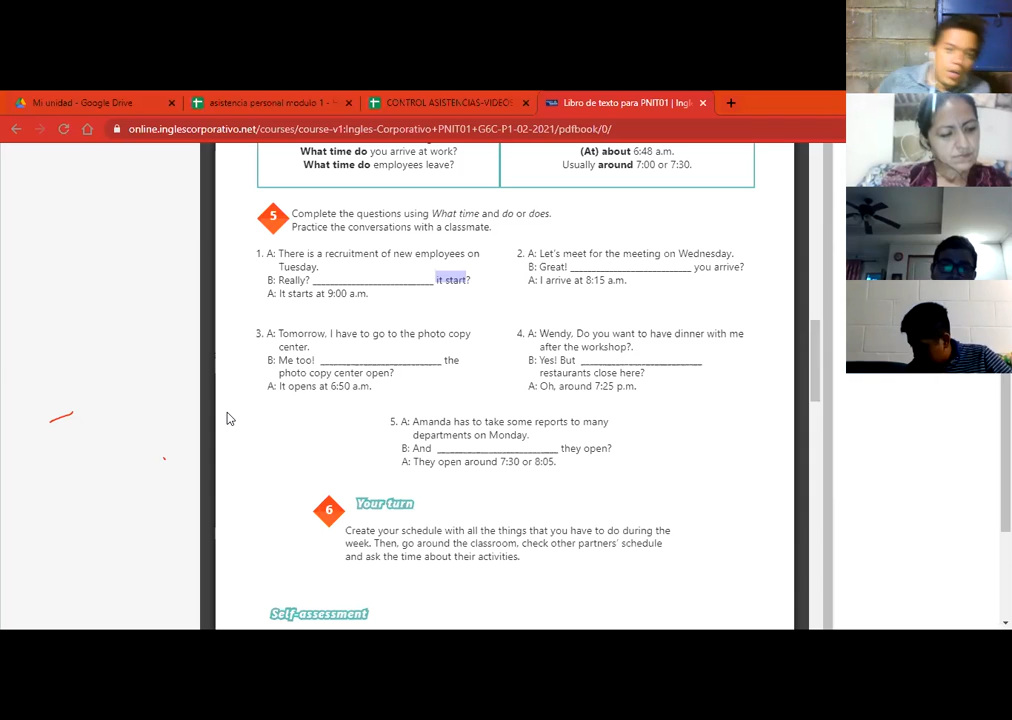 Mi unidad - Google Drive
asistencia personal modulo 1 -
CONTROL ASISTENCIAS-VIDEOS
Libro de texto para PNIT01 | Ingl
online.inglescorporativo.net/courses/course-v1:Ingles-Corporativo+PNIT01+G6C-P1-02-2021/pdfbook/0/
What time do you arrive at work?
What time do employees leave?
(At) about 6:48 a.m.
Usually around 7:00 or 7:30.
5
Complete the questions using What time and do or does.
Practice the conversations with a classmate.
1. A: There is a recruitment of new employees on
Tuesday.
B: Really? ________________________ it start?
A: It starts at 9:00 a.m.
2. A: Let's meet for the meeting on Wednesday.
B: Great! ________________________ you arrive?
A: I arrive at 8:15 a.m.
3. A: Tomorrow, I have to go to the photo copy
center.
B: Me too! ________________________ the
photo copy center open?
A: It opens at 6:50 a.m.
4. A: Wendy, Do you want to have dinner with me
after the workshop?.
B: Yes! But ________________________
restaurants close here?
A: Oh, around 7:25 p.m.
5. A: Amanda has to take some reports to many
departments on Monday.
B: And ________________________ they open?
A: They open around 7:30 or 8:05.
6
Your turn
Create your schedule with all the things that you have to do during the
week. Then, go around the classroom, check other partners' schedule
and ask the time about their activities.
Self-assessment